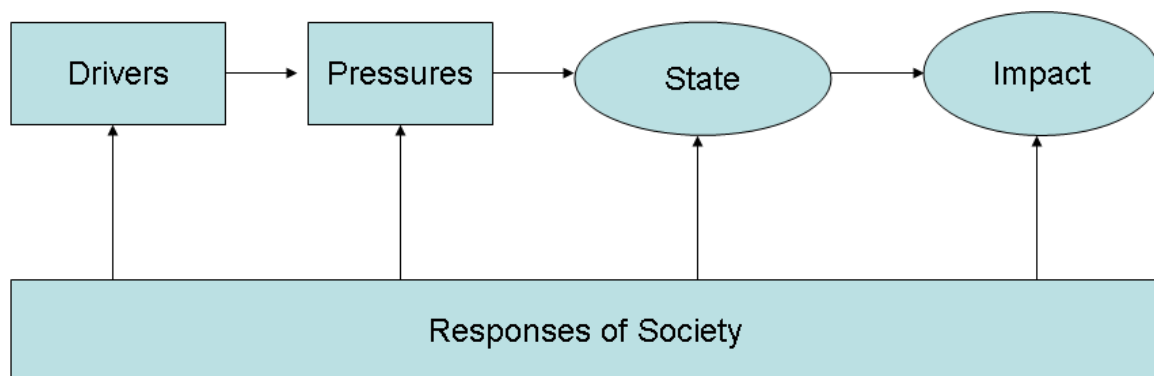 Drivers
Pressures
State
Impact
Responses of Society